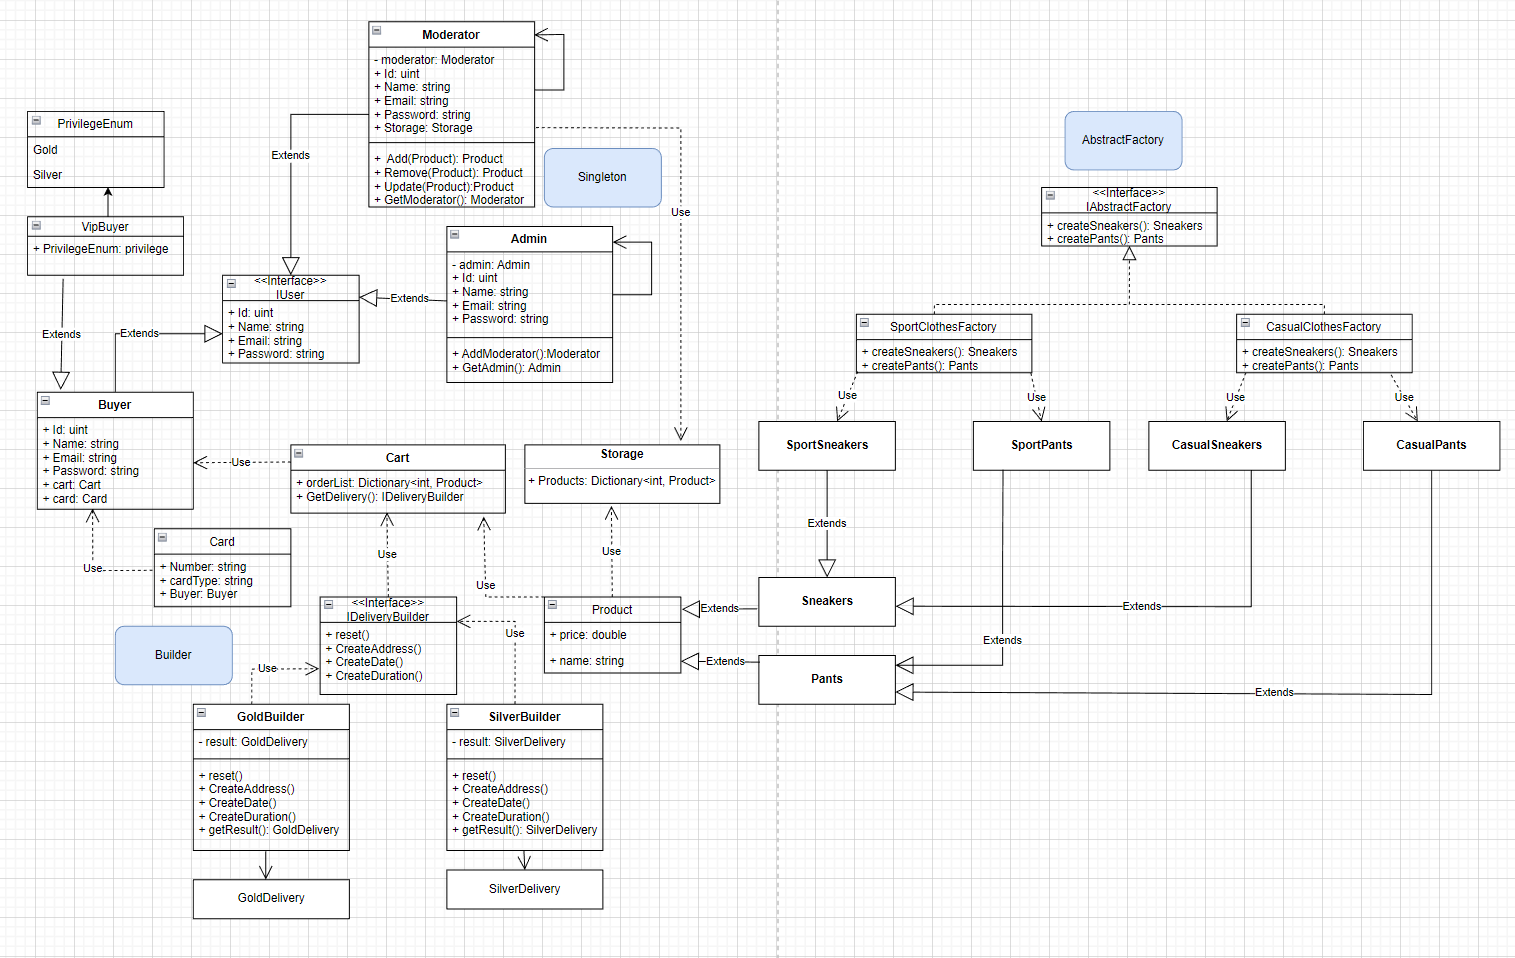 Moderator
- moderator: Moderator
+ Id: uint
+ Name: string
+ Email: string
+ Password: string
+ Storage: Storage
+  Add(Product): Product
+ Remove(Product): Product
+ Update(Product):Product
+ GetModerator(): Moderator
Singleton
PrivilegeEnum
Gold
Silver
VipBuyer
+ PrivilegeEnum: privilege
Extends
Extends
Use
Admin
- admin: Admin
+ Id: uint
+ Name: string
+ Email: string
+ Password: string
+ AddModerator():Moderator
+ GetAdmin(): Admin
<<Interface>>
IUser
+ Id: uint
+ Name: string
+ Email: string
+ Password: string
Extends
Extends
Buyer
+ Id: uint
+ Name: string
+ Email: string
+ Password: string
+ cart: Cart
+ card: Card
Use
Cart
+ orderList: Dictionary<int, Product>
+ GetDelivery(): IDeliveryBuilder
Storage
+ Products: Dictionary<int, Product>
Card
+ Number: string
+ cardType: string
+ Buyer: Buyer
Use
Use
Use
Use
<<Interface>>
IDeliveryBuilder
+ reset()
+ CreateAddress()
+ CreateDate()
+ CreateDuration()
Use
Use
Product
+ price: double
+ name: string
Extends
Extends
Builder
GoldBuilder
- result: GoldDelivery
+ reset()
+ CreateAddress()
+ CreateDate()
+ CreateDuration()
+ getResult(): GoldDelivery
GoldDelivery
SilverBuilder
- result: SilverDelivery
+ reset()
+ CreateAddress()
+ CreateDate()
+ CreateDuration()
+ getResult(): SilverDelivery
SilverDelivery
AbstractFactory
<<Interface>>
IAbstractFactory
+ createSneakers(): Sneakers
+ createPants(): Pants
SportClothesFactory
+ createSneakers(): Sneakers
+ createPants(): Pants
CasualClothesFactory
+ createSneakers(): Sneakers
+ createPants(): Pants
Use
Use
Use
Use
SportSneakers
SportPants
CasualSneakers
CasualPants
Extends
Sneakers
Extends
Extends
Pants
Extends